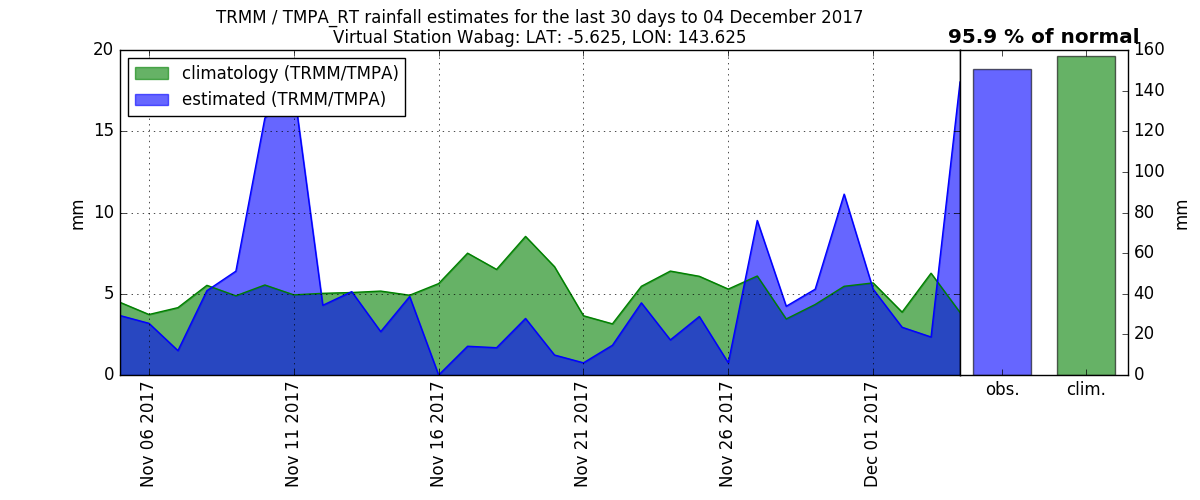 TRMM / TMPA_RT rainfall estimates for the last 30 days to 04 December 2017
Virtual Station Wabag: LAT: -5.625, LON: 143.625
95.9 % of normal
climatology (TRMM/TMPA)
estimated (TRMM/TMPA)
20
15
10
5
0
mm
160
140
120
100
80
60
40
20
0
mm
Nov 06 2017
Nov 11 2017
Nov 16 2017
Nov 21 2017
Nov 26 2017
Dec 01 2017
obs.
clim.